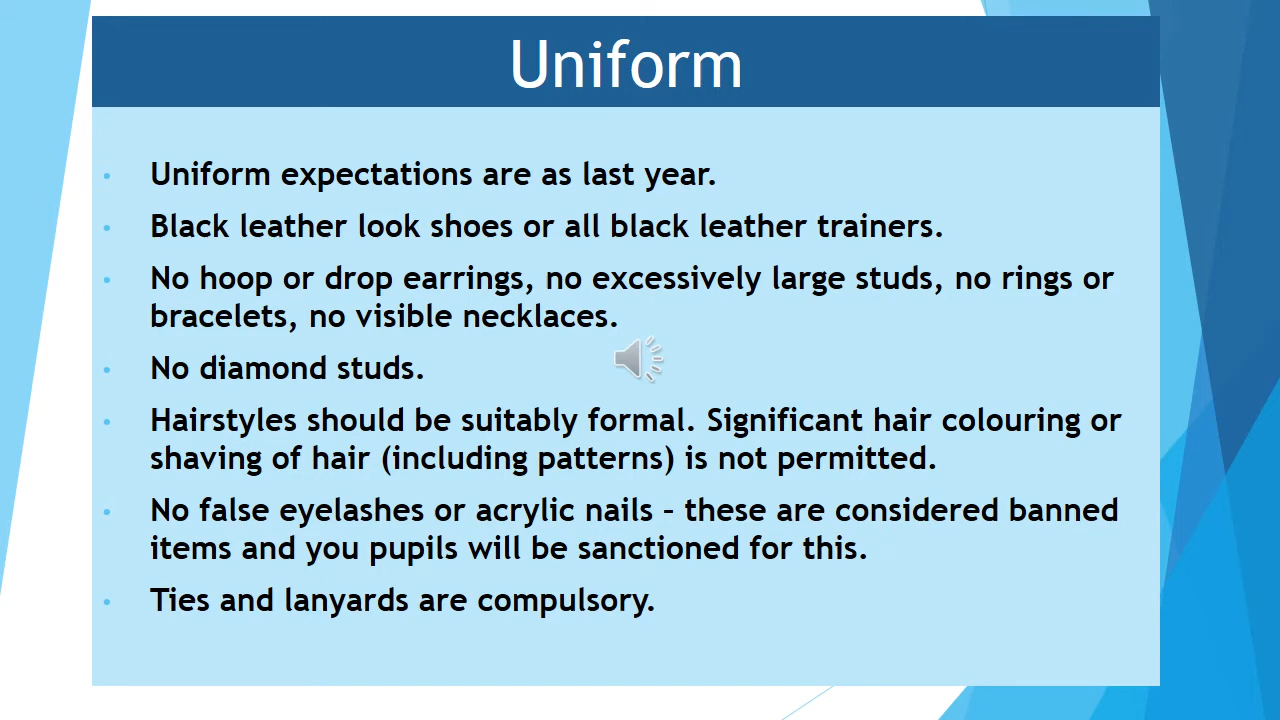 Uniform
Uniform expectations are as last year.
Black leather look shoes or all black leather trainers.
No hoop or drop earrings, no excessively large studs, no rings or
bracelets, no visible necklaces.
No diamond studs.
Hairstyles should be suitably formal. Significant hair colouring or
shaving of hair (including patterns) is not permitted.
No false eyelashes or acrylic nails – these are considered banned
items and you pupils will be sanctioned for this.
Ties and lanyards are compulsory.